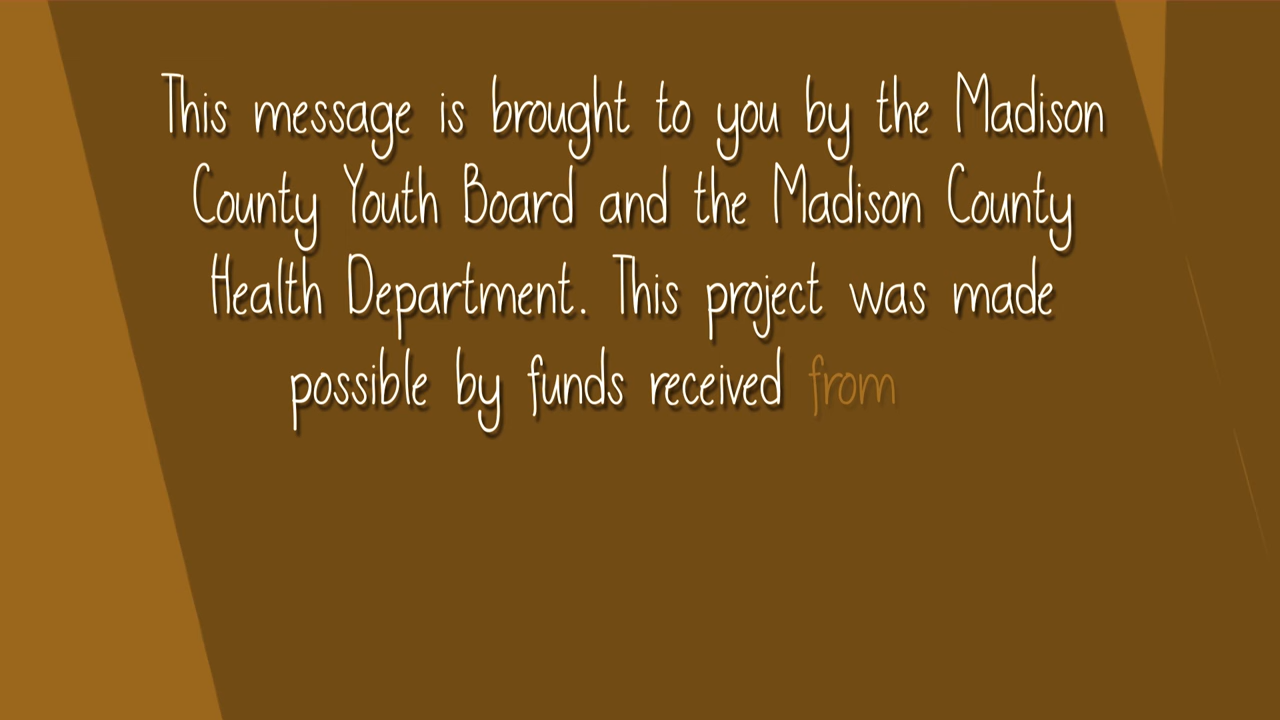 This message is brought to you by the Madison
County Youth Board and the Madison County
Health Department. This project was made
possible by funds received from